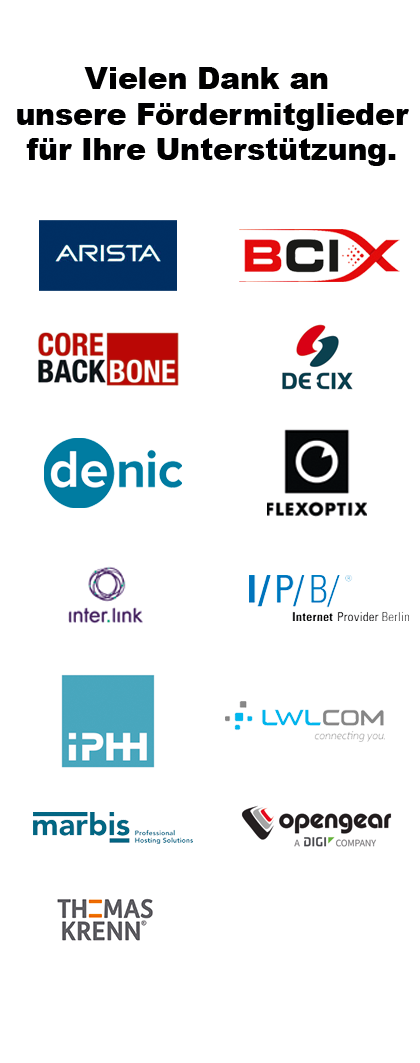 Vielen Dank an
unsere Fördermitglieder
für Ihre Unterstützung.
ARISTA
BCIX
CORE
BACKBONE
DE CIX
denic
FLEXOPTIX
inter.link
I/P/B/®
Internet Provider Berlin
iPHH
LWLCOM
connecting you.
marbis
Professional
Hosting Solutions
opengear
A DIGI COMPANY
THOMAS
KRENN®